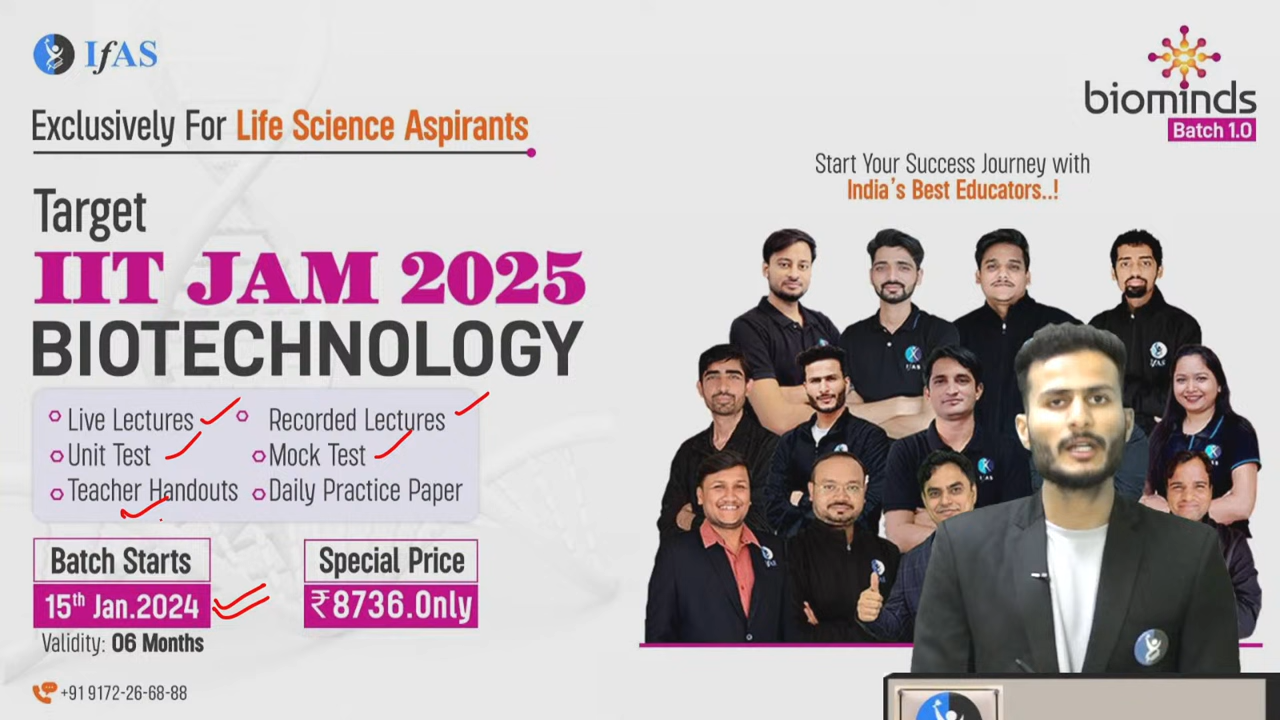 IfAS
biominds
Batch 1.0
Exclusively For Life Science Aspirants
Start Your Success Journey with
India's Best Educators..!
Target
IIT JAM 2025
BIOTECHNOLOGY
Live Lectures
Recorded Lectures
Unit Test
Mock Test
Teacher Handouts
Daily Practice Paper
Batch Starts
15th Jan.2024
Special Price
₹8736.Only
Validity: 06 Months
+91 9172-26-68-88